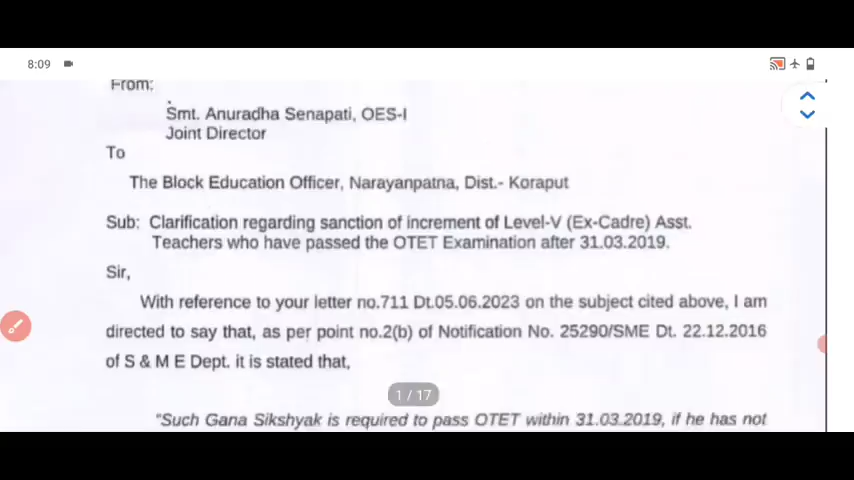 8:09
From:
Smt. Anuradha Senapati, OES-I
Joint Director
To
The Block Education Officer, Narayanpatna, Dist.- Koraput
Sub: Clarification regarding sanction of increment of Level-V (Ex-Cadre) Asst.
Teachers who have passed the OTET Examination after 31.03.2019.
Sir,
With reference to your letter no.711 Dt.05.06.2023 on the subject cited above, I am
directed to say that, as per point no.2(b) of Notification No. 25290/SME Dt. 22.12.2016
of S & M E Dept. it is stated that,
1 / 17
"Such Gana Sikshyak is required to pass OTET within 31.03.2019, if he has not